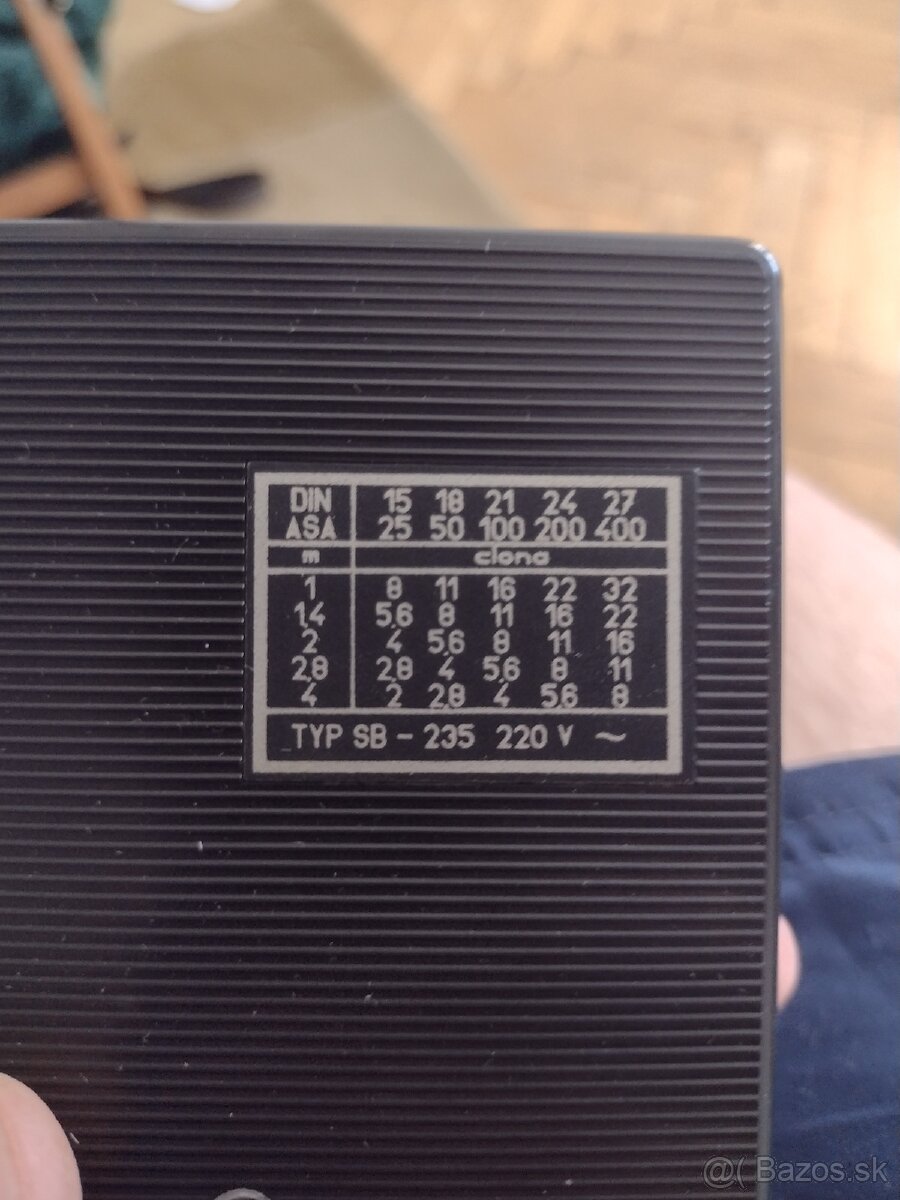 DIN 15 18 21 24 27
ASA 25 50 100 200 400
m clona
1 8 11 16 22 32
1,4 5,6 8 11 16 22
2 4 5,6 8 11 16
2,8 2,8 4 5,6 8 11
4 2 2,8 4 5,6 8
TYP SB - 235 220 V ~
@( Bazos.sk